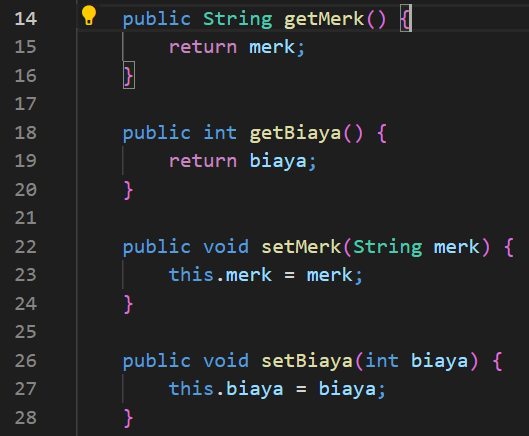 14 public String getMerk() {
15 return merk;
16 }
17
18 public int getBiaya() {
19 return biaya;
20 }
21
22 public void setMerk(String merk) {
23 this.merk = merk;
24 }
25
26 public void setBiaya(int biaya) {
27 this.biaya = biaya;
28 }